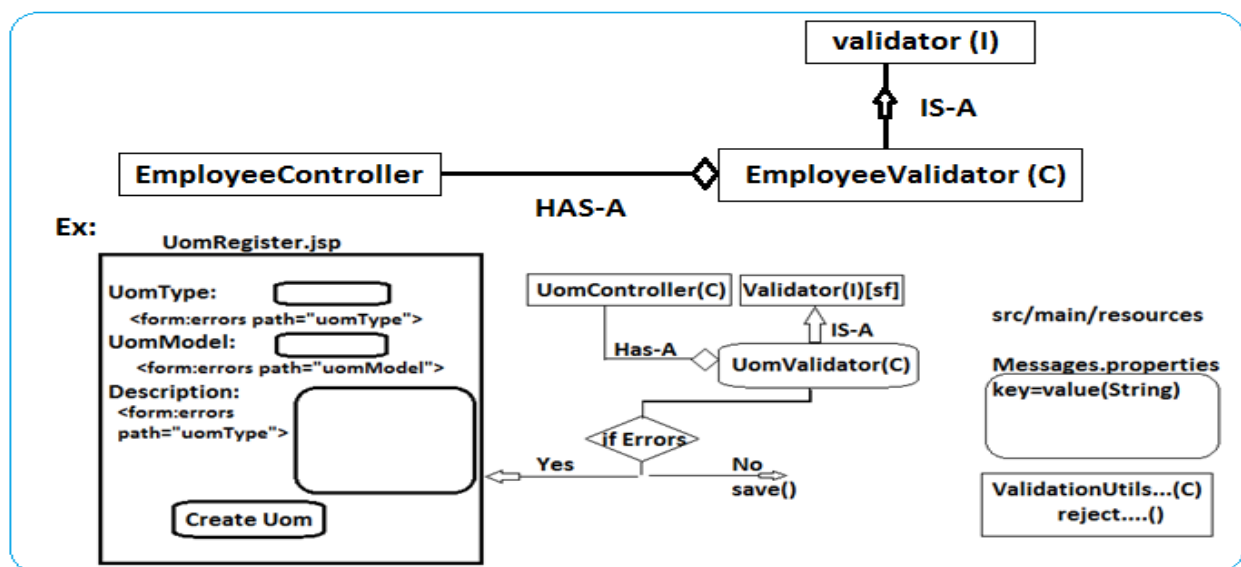 validator (I)
IS-A
EmployeeController
EmployeeValidator (C)
HAS-A
Ex:
UomRegister.jsp
UomType:
<form:errors path="uomType">
UomModel:
<form:errors path="uomModel">
Description:
<form:errors
path="uomType">
Create Uom
UomController(C)
Validator(I)[sf]
IS-A
Has-A
UomValidator(C)
if Errors
Yes
No
save()
src/main/resources
Messages.properties
key=value(String)
ValidationUtils...(C)
reject....()